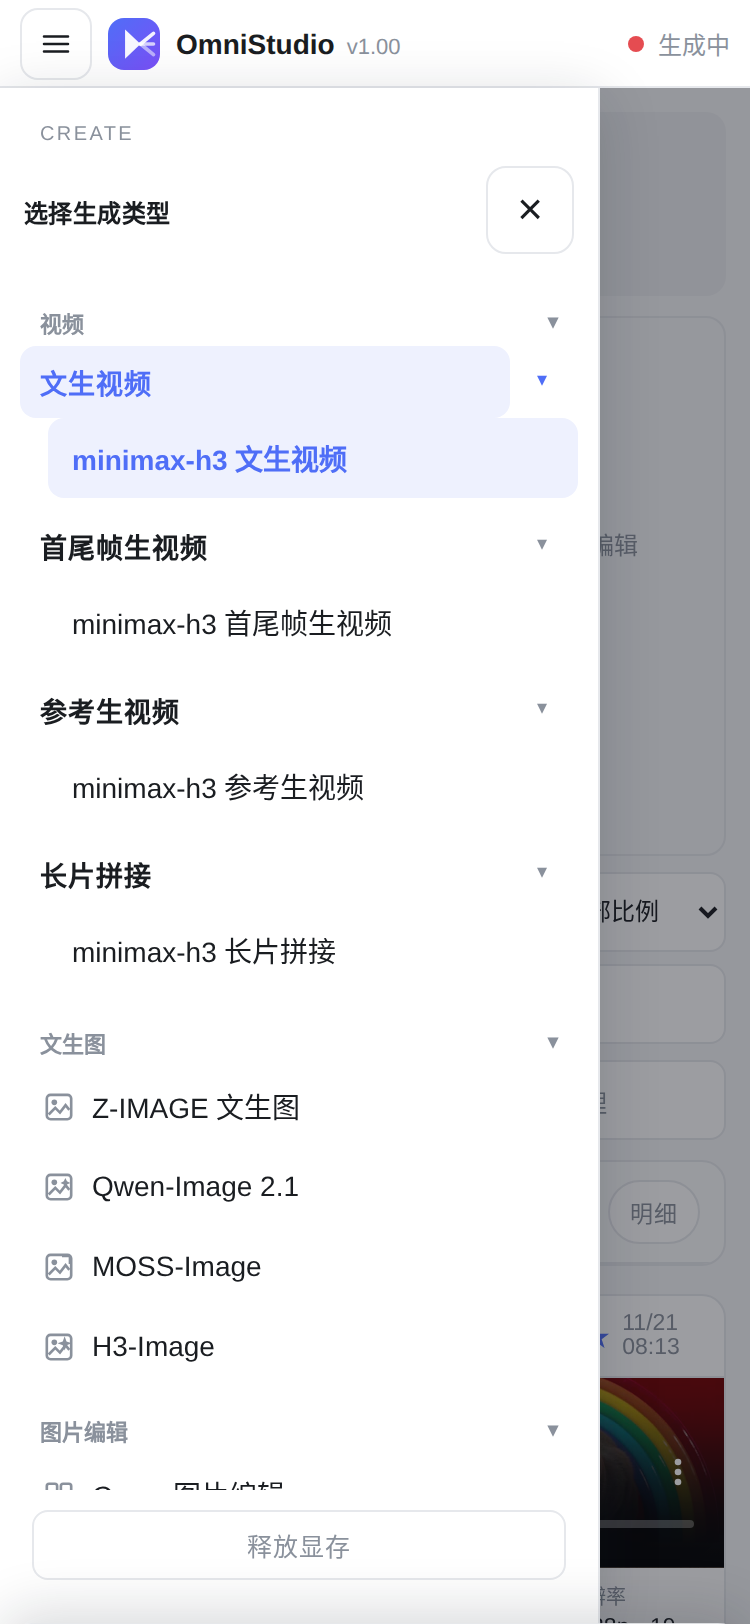 OmniStudio v1.00
生成中
CREATE
选择生成类型
视频
文生视频
minimax-h3 文生视频
首尾帧生视频
minimax-h3 首尾帧生视频
参考生视频
minimax-h3 参考生视频
长片拼接
minimax-h3 长片拼接
文生图
Z-IMAGE 文生图
Qwen-Image 2.1
MOSS-Image
H3-Image
图片编辑
释放显存
编辑
部比例
明细
11/21
08:13
辟率